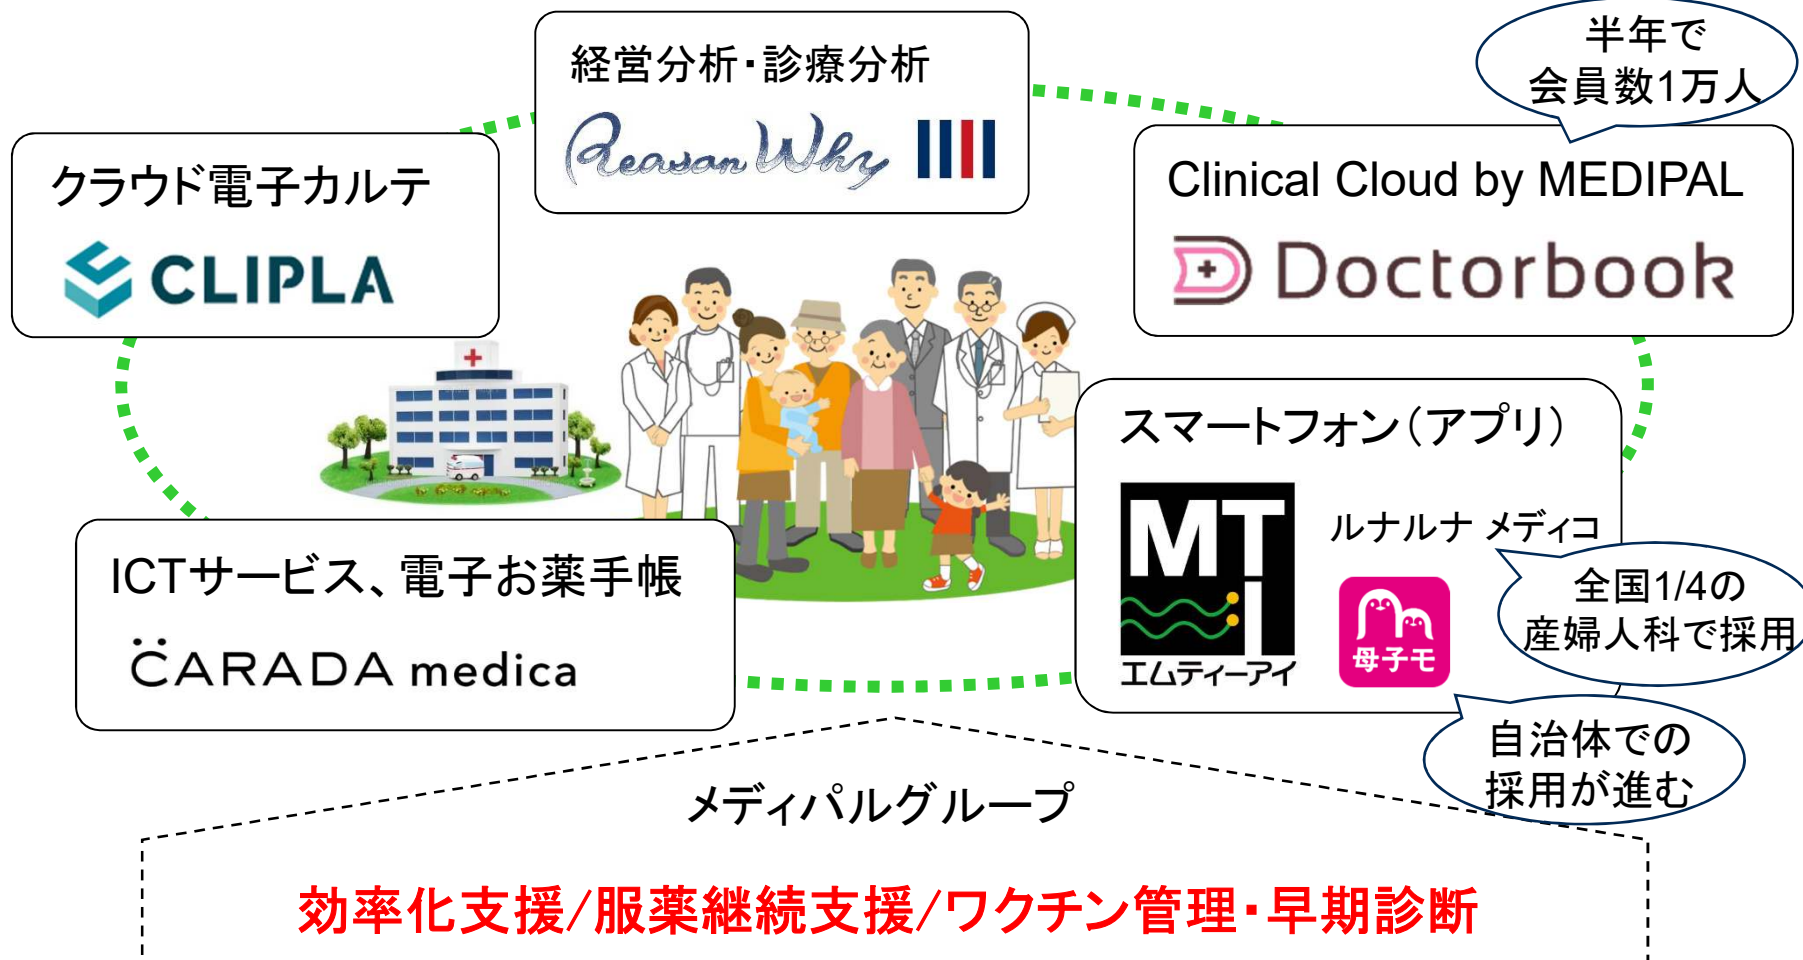 半年で
会員数1万人
経営分析・診療分析
Reason Why
クラウド電子カルテ
CLIPLA
Clinical Cloud by MEDIPAL
Doctorbook
スマートフォン（アプリ）
MTI
エムティーアイ
ルナルナ メディコ
母子モ
全国1/4の
産婦人科で採用
自治体での
採用が進む
ICTサービス、電子お薬手帳
CARADA medica
メディパルグループ
効率化支援/服薬継続支援/ワクチン管理・早期診断